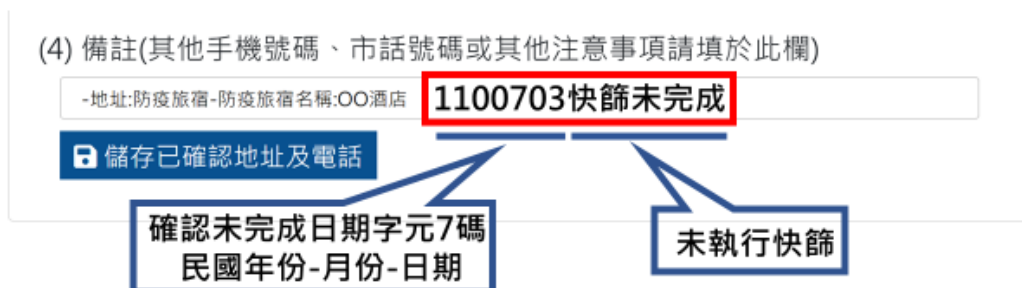 (4) 備註(其他手機號碼、市話號碼或其他注意事項請填於此欄)
-地址:防疫旅宿-防疫旅宿名稱:OO酒店 1100703快篩未完成
儲存已確認地址及電話
確認未完成日期字元7碼
民國年份-月份-日期
未執行快篩